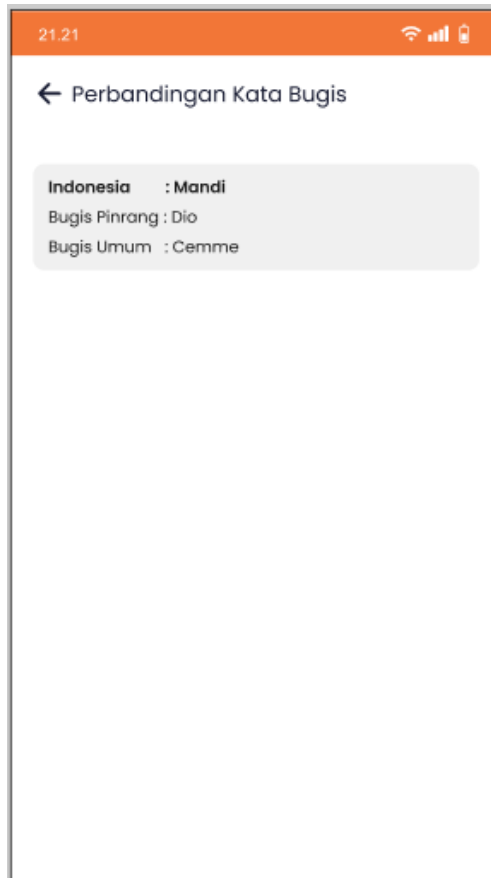 21.21
Perbandingan Kata Bugis
Indonesia : Mandi
Bugis Pinrang : Dio
Bugis Umum : Cemme